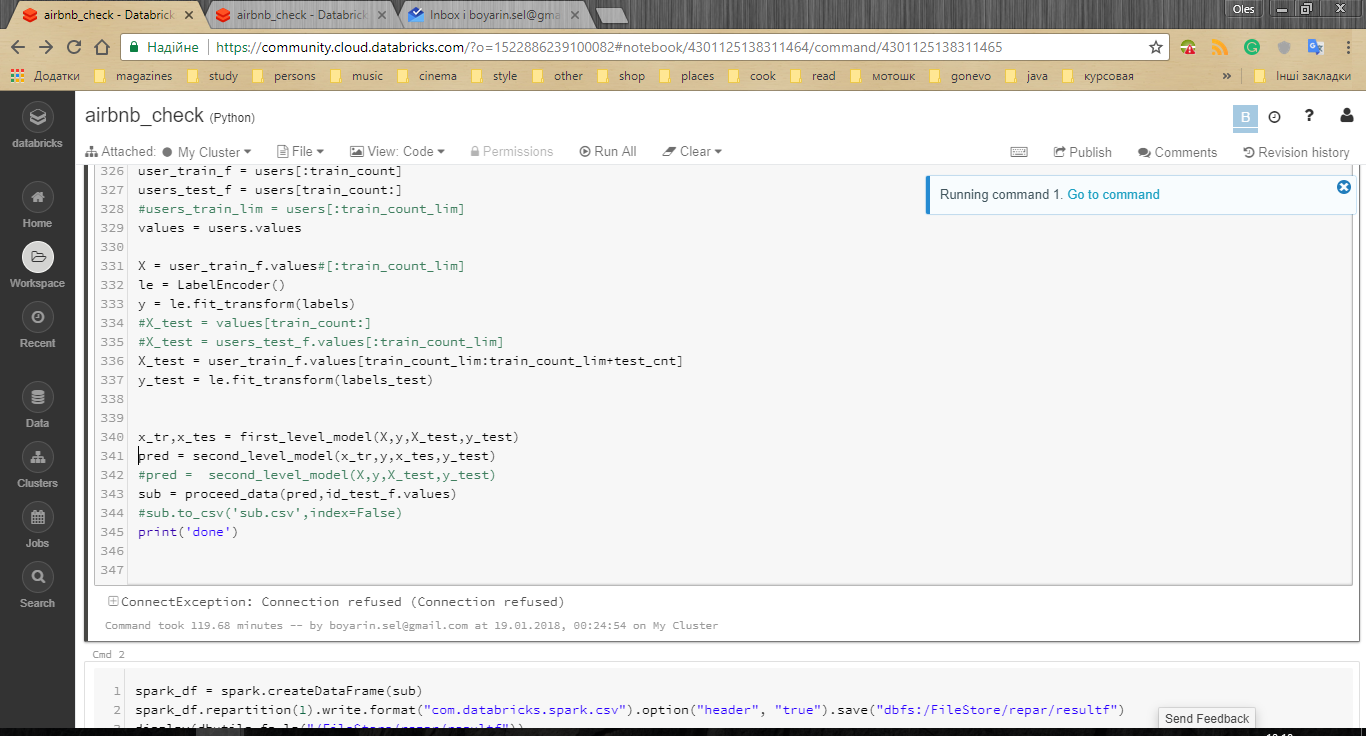 airbnb_check - Databrick
airbnb_check - Databrick
Inbox і boyarin.sel@gma
Oles
Надійне
https://community.cloud.databricks.com/?o=1522886239100082#notebook/4301125138311464/command/4301125138311465
Додатки magazines study persons music cinema style other shop places cook read мотошк gonevo java курсовая » Інші закладки
databricks
Home
Workspace
Recent
Data
Clusters
Jobs
Search
airbnb_check (Python)
B
?
Attached: My Cluster File View: Code Permissions Run All Clear Publish Comments Revision history
Running command 1. Go to command
326 user_train_f = users[:train_count]
327 users_test_f = users[train_count:]
328 #users_train_lim = users[:train_count_lim]
329 values = users.values
330
331 X = user_train_f.values#[:train_count_lim]
332 le = LabelEncoder()
333 y = le.fit_transform(labels)
334 #X_test = values[train_count:]
335 #X_test = users_test_f.values[:train_count_lim]
336 X_test = user_train_f.values[train_count_lim:train_count_lim+test_cnt]
337 y_test = le.fit_transform(labels_test)
338
339
340 x_tr,x_tes = first_level_model(X,y,X_test,y_test)
341 pred = second_level_model(x_tr,y,x_tes,y_test)
342 #pred =  second_level_model(X,y,X_test,y_test)
343 sub = proceed_data(pred,id_test_f.values)
344 #sub.to_csv('sub.csv',index=False)
345 print('done')
346
347
ConnectException: Connection refused (Connection refused)
Command took 119.68 minutes -- by boyarin.sel@gmail.com at 19.01.2018, 00:24:54 on My Cluster
Cmd 2
1 spark_df = spark.createDataFrame(sub)
2 spark_df.repartition(1).write.format("com.databricks.spark.csv").option("header", "true").save("dbfs:/FileStore/repar/resultf")
Send Feedback